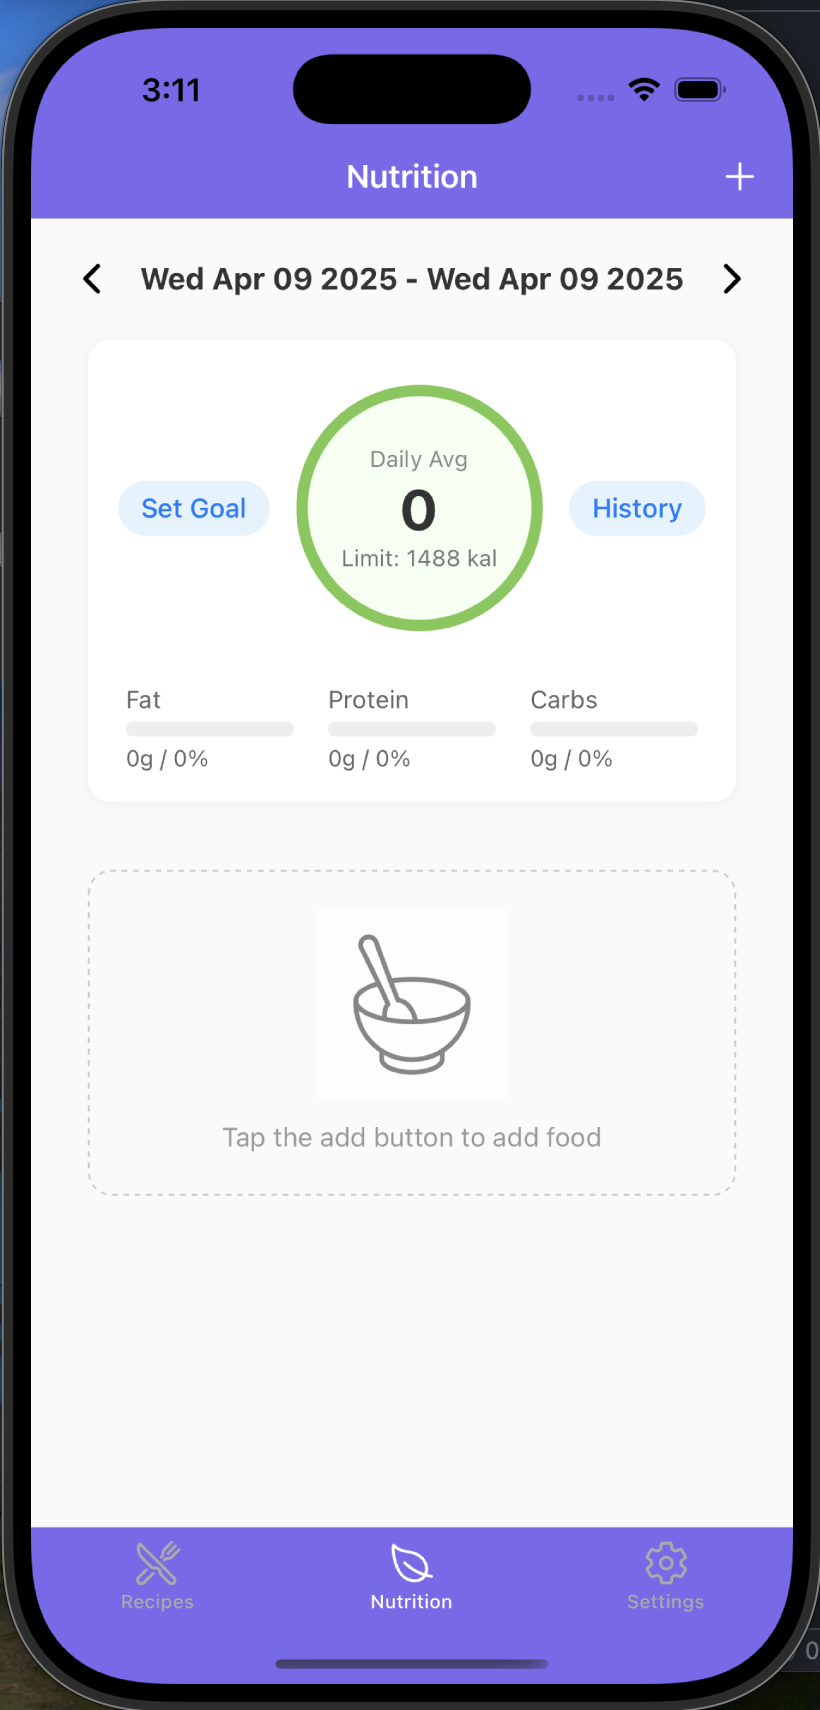 3:11
Nutrition
Wed Apr 09 2025 - Wed Apr 09 2025
Daily Avg
Set Goal
0
History
Limit: 1488 kal
Fat
Protein
Carbs
0g / 0%
0g / 0%
0g / 0%
Tap the add button to add food
Recipes
Nutrition
Settings